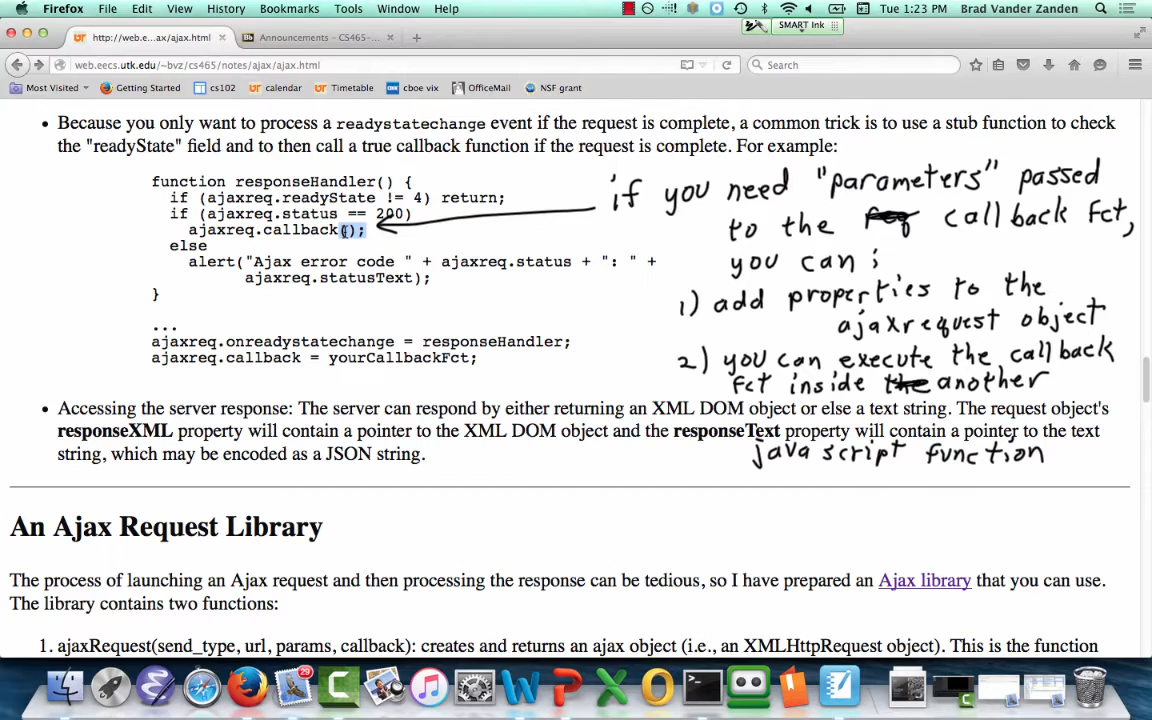 Firefox File Edit View History Bookmarks Tools Window Help Tue 1:23 PM Brad Vander Zanden
SMART Ink
http://web.e...ax/ajax.html Announcements – CS465-...
web.eecs.utk.edu/~bvz/cs465/notes/ajax/ajax.html Search
Most Visited Getting Started cs102 calendar Timetable cboe vix OfficeMail NSF grant
• Because you only want to process a readystatechange event if the request is complete, a common trick is to use a stub function to check
the "readyState" field and to then call a true callback function if the request is complete. For example:
function responseHandler() {
if (ajaxreq.readyState != 4) return;
if (ajaxreq.status == 200)
ajaxreq.callback();
else
alert("Ajax error code " + ajaxreq.status + ": " +
ajaxreq.statusText);
}
...
ajaxreq.onreadystatechange = responseHandler;
ajaxreq.callback = yourCallbackFct;
if you need "parameters" passed
to the callback fct,
you can ;
1) add properties to the
ajaxrequest object
2) you can execute the callback
fct inside another
javascript function
• Accessing the server response: The server can respond by either returning an XML DOM object or else a text string. The request object's
responseXML property will contain a pointer to the XML DOM object and the responseText property will contain a pointer to the text
string, which may be encoded as a JSON string.
An Ajax Request Library
The process of launching an Ajax request and then processing the response can be tedious, so I have prepared an Ajax library that you can use.
The library contains two functions:
1. ajaxRequest(send_type, url, params, callback): creates and returns an ajax object (i.e., an XMLHttpRequest object). This is the function
29